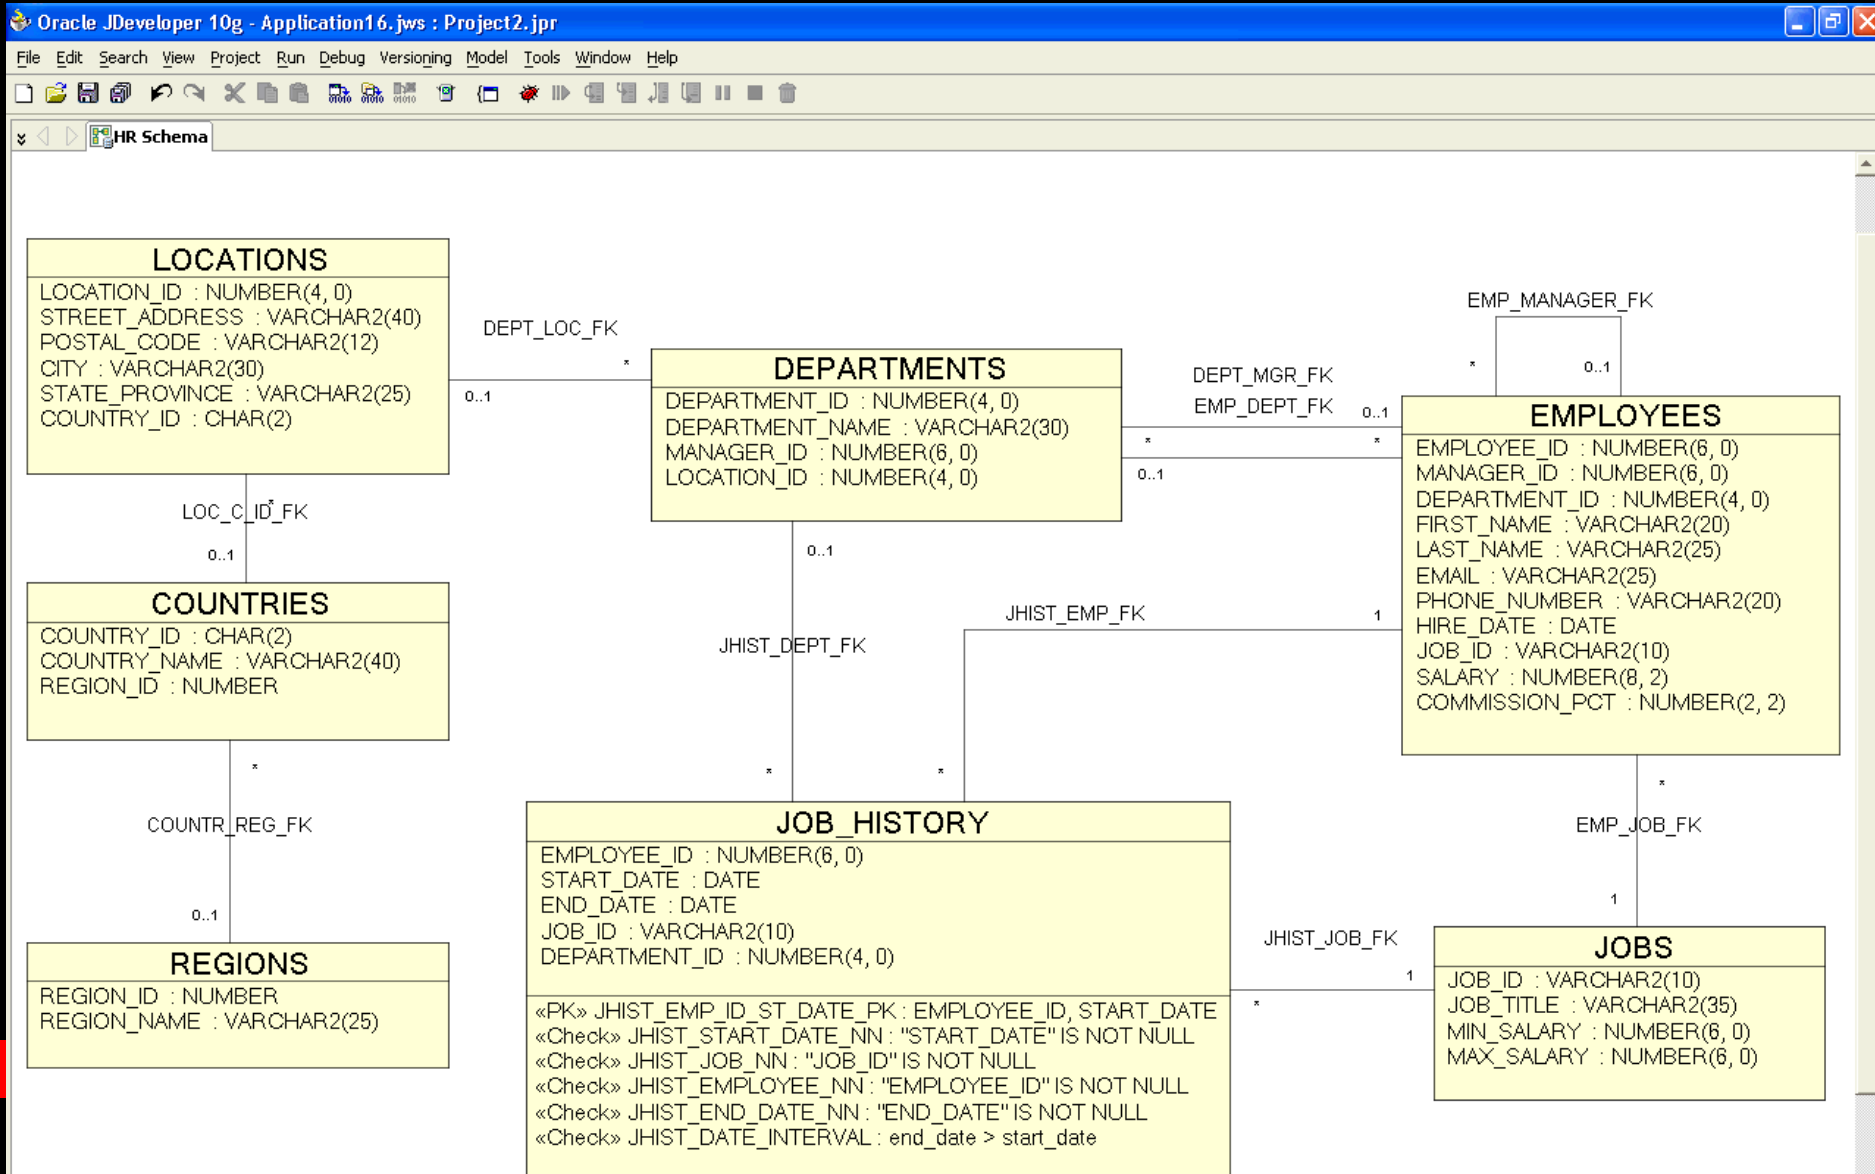 Oracle JDeveloper 10g - Application16.jws : Project2.jpr
File Edit Search View Project Run Debug Versioning Model Tools Window Help
HR Schema
LOCATIONS
LOCATION_ID : NUMBER(4, 0)
STREET_ADDRESS : VARCHAR2(40)
POSTAL_CODE : VARCHAR2(12)
CITY : VARCHAR2(30)
STATE_PROVINCE : VARCHAR2(25)
COUNTRY_ID : CHAR(2)
DEPT_LOC_FK
*
0..1
DEPARTMENTS
DEPARTMENT_ID : NUMBER(4, 0)
DEPARTMENT_NAME : VARCHAR2(30)
MANAGER_ID : NUMBER(6, 0)
LOCATION_ID : NUMBER(4, 0)
DEPT_MGR_FK
EMP_DEPT_FK
0..1
*
*
0..1
EMP_MANAGER_FK
*
0..1
EMPLOYEES
EMPLOYEE_ID : NUMBER(6, 0)
MANAGER_ID : NUMBER(6, 0)
DEPARTMENT_ID : NUMBER(4, 0)
FIRST_NAME : VARCHAR2(20)
LAST_NAME : VARCHAR2(25)
EMAIL : VARCHAR2(25)
PHONE_NUMBER : VARCHAR2(20)
HIRE_DATE : DATE
JOB_ID : VARCHAR2(10)
SALARY : NUMBER(8, 2)
COMMISSION_PCT : NUMBER(2, 2)
*
LOC_C_ID_FK
0..1
COUNTRIES
COUNTRY_ID : CHAR(2)
COUNTRY_NAME : VARCHAR2(40)
REGION_ID : NUMBER
0..1
JHIST_DEPT_FK
*
JHIST_EMP_FK
1
*
*
COUNTR_REG_FK
0..1
REGIONS
REGION_ID : NUMBER
REGION_NAME : VARCHAR2(25)
JOB_HISTORY
EMPLOYEE_ID : NUMBER(6, 0)
START_DATE : DATE
END_DATE : DATE
JOB_ID : VARCHAR2(10)
DEPARTMENT_ID : NUMBER(4, 0)
«PK» JHIST_EMP_ID_ST_DATE_PK : EMPLOYEE_ID, START_DATE
«Check» JHIST_START_DATE_NN : "START_DATE" IS NOT NULL
«Check» JHIST_JOB_NN : "JOB_ID" IS NOT NULL
«Check» JHIST_EMPLOYEE_NN : "EMPLOYEE_ID" IS NOT NULL
«Check» JHIST_END_DATE_NN : "END_DATE" IS NOT NULL
«Check» JHIST_DATE_INTERVAL : end_date > start_date
*
EMP_JOB_FK
1
JHIST_JOB_FK
1
*
JOBS
JOB_ID : VARCHAR2(10)
JOB_TITLE : VARCHAR2(35)
MIN_SALARY : NUMBER(6, 0)
MAX_SALARY : NUMBER(6, 0)